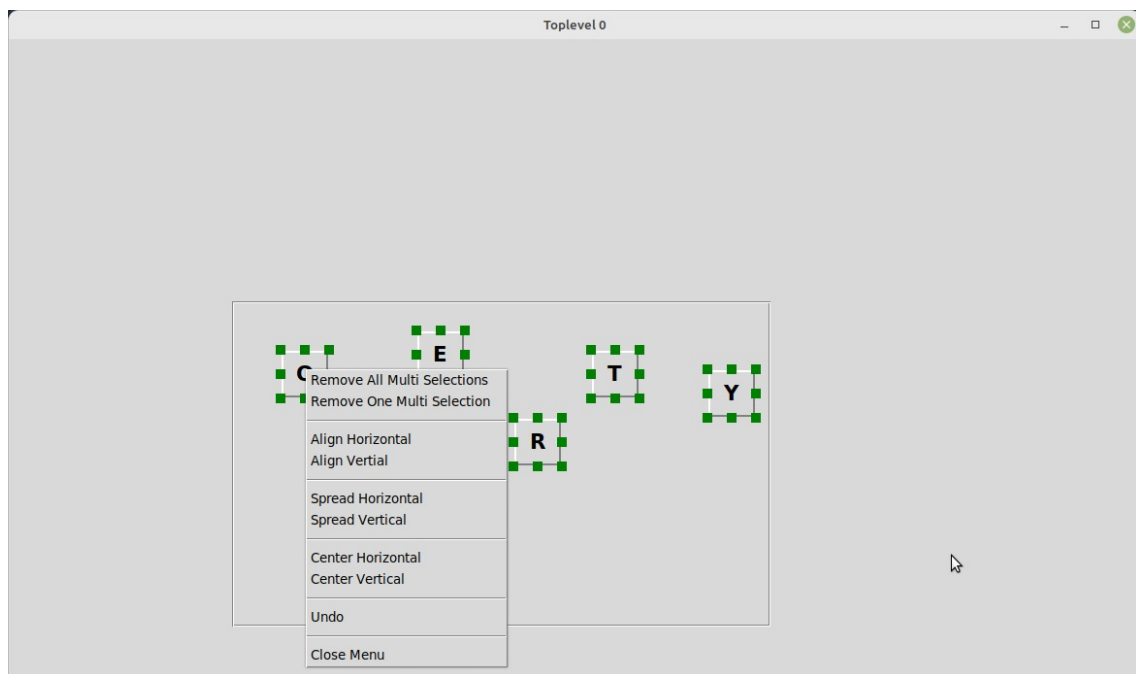 Toplevel 0
E
T
Y
R
Remove All Multi Selections
Remove One Multi Selection
Align Horizontal
Align Vertial
Spread Horizontal
Spread Vertical
Center Horizontal
Center Vertical
Undo
Close Menu